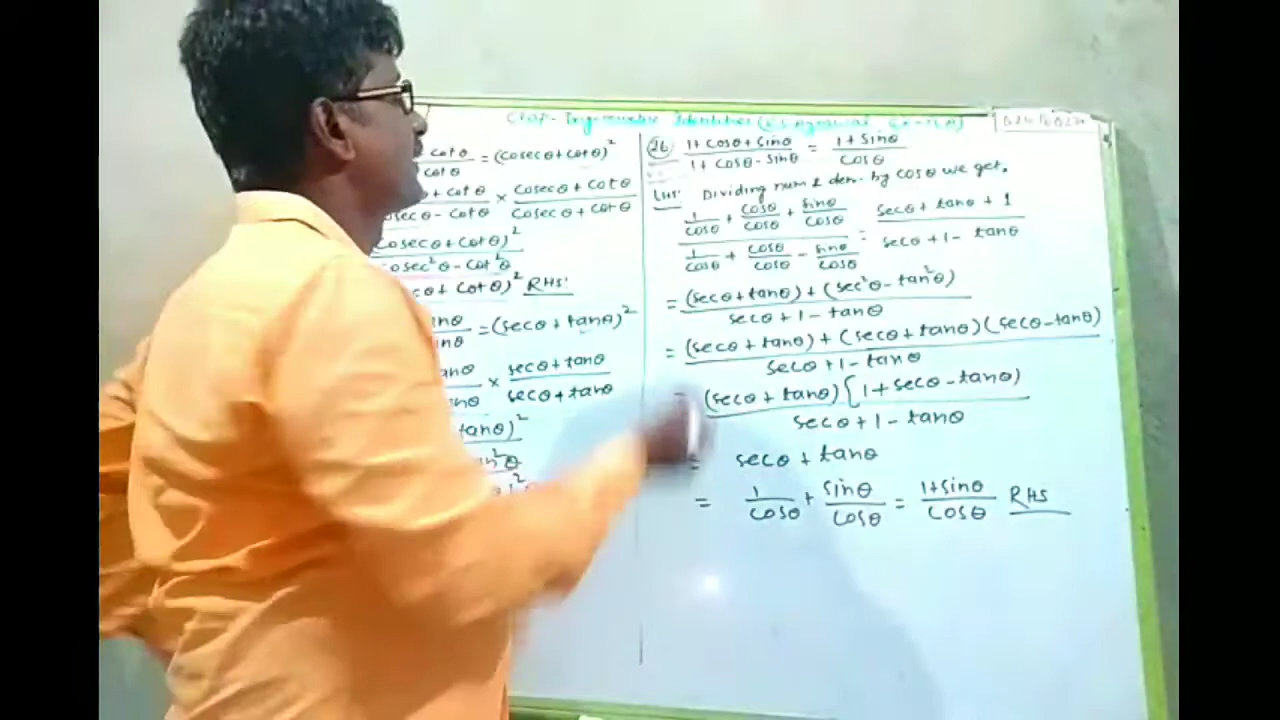 Identities
cotθ / cotθ = (cosecθ + cotθ)²
+ cotθ / cosecθ - cotθ × cosecθ + cotθ / cosecθ + cotθ
(cosecθ + cotθ)² / cosec²θ - cot²θ
cotθ)² RHS
sinθ / sinθ = (secθ + tanθ)²
tanθ / tanθ × secθ + tanθ / secθ + tanθ
tanθ)²
26 1 + cosθ + sinθ / 1 + cosθ - sinθ = 1 + sinθ / cosθ
LHS: Dividing num & den. by cosθ we get,
1/cosθ + cosθ/cosθ + sinθ/cosθ / 1/cosθ + cosθ/cosθ - sinθ/cosθ = secθ + tanθ + 1 / secθ + 1 - tanθ
= (secθ + tanθ) + (sec²θ - tan²θ) / secθ + 1 - tanθ
= (secθ + tanθ) + (secθ + tanθ)(secθ - tanθ) / secθ + 1 - tanθ
(secθ + tanθ)[1 + secθ - tanθ) / secθ + 1 - tanθ
= secθ + tanθ
= 1/cosθ + sinθ/cosθ = 1+sinθ/cosθ RHS